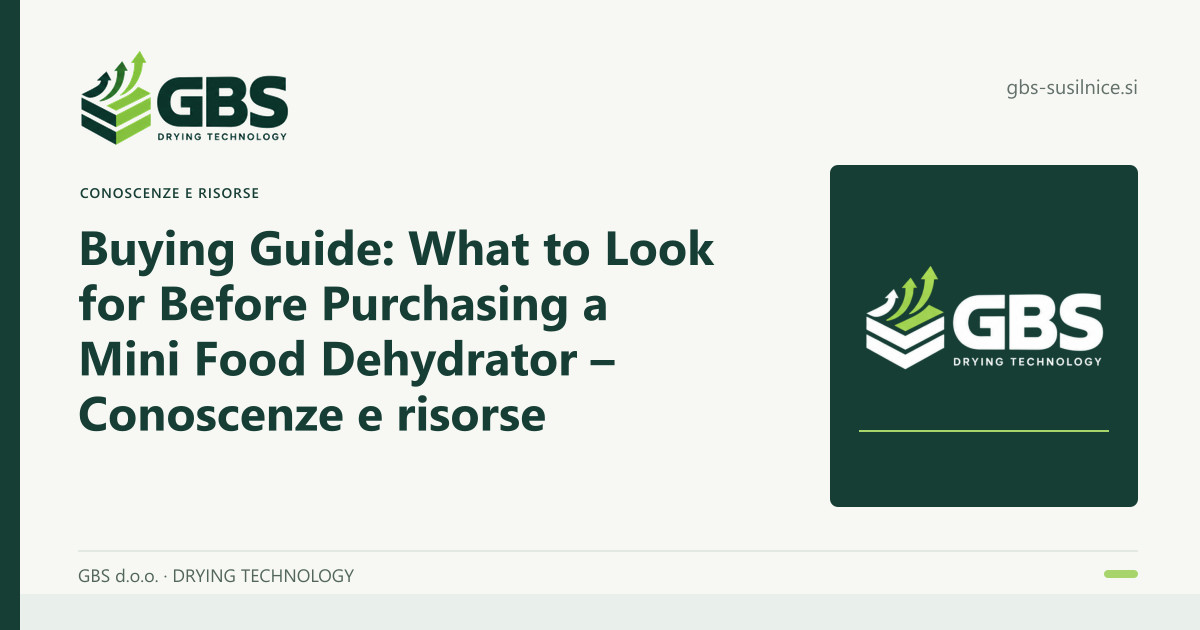 GBS
DRYING TECHNOLOGY
gbs-susilnice.si
CONOSCENZE E RISORSE
Buying Guide: What to Look
for Before Purchasing a
Mini Food Dehydrator –
Conoscenze e risorse
GBS
DRYING TECHNOLOGY
GBS d.o.o. · DRYING TECHNOLOGY